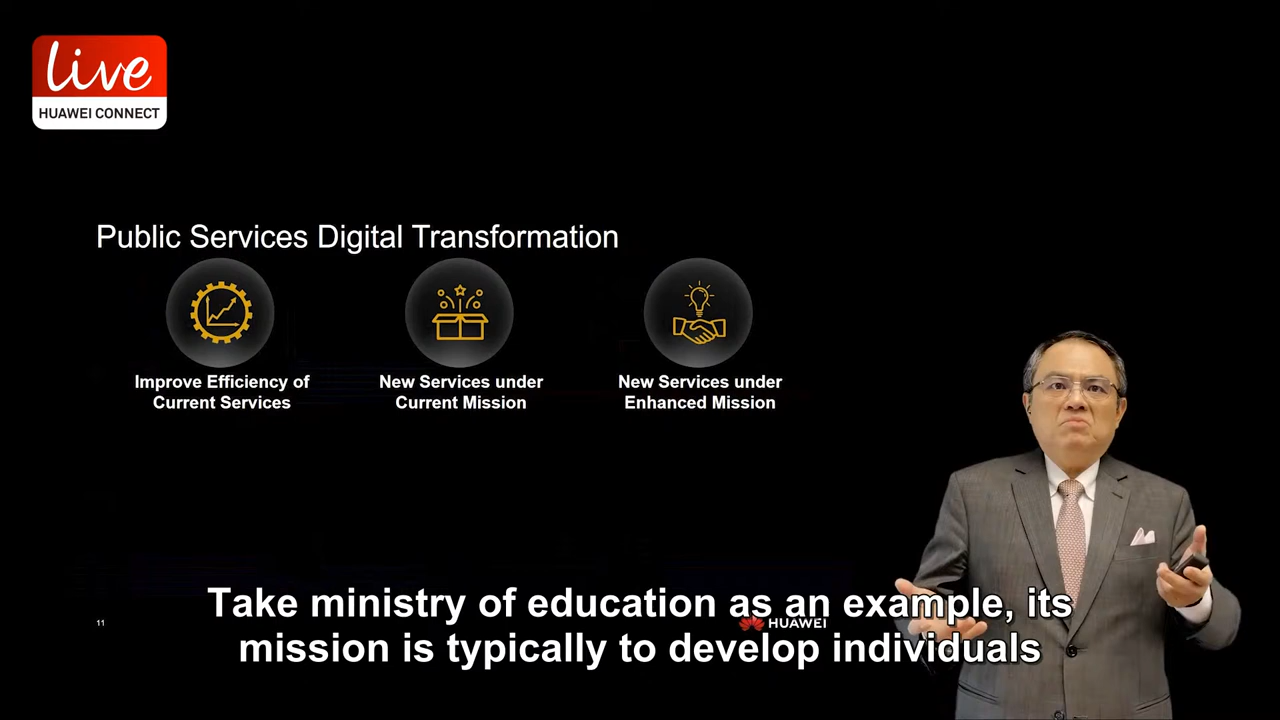 live
HUAWEI CONNECT
Public Services Digital Transformation
Improve Efficiency of
Current Services
New Services under
Current Mission
New Services under
Enhanced Mission
11
HUAWEI
Take ministry of education as an example, its
mission is typically to develop individuals